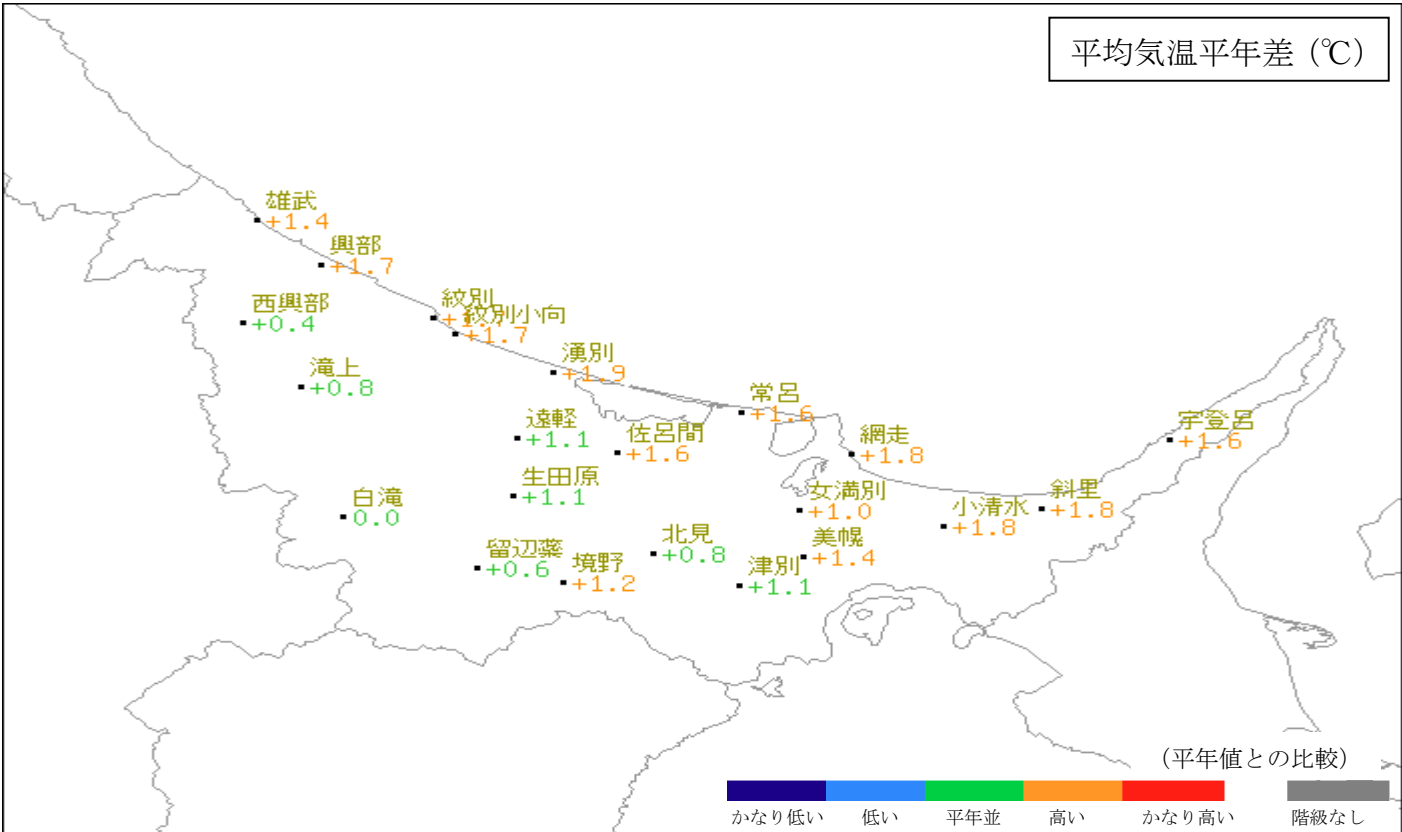 平均気温平年差（℃）
雄武
+1.4
興部
+1.7
西興部
+0.4
紋別
紋別小向
+1.7
滝上
+0.8
湧別
+1.9
常呂
+1.6
遠軽
+1.1
佐呂間
+1.6
網走
+1.8
宇登呂
+1.6
生田原
+1.1
白滝
0.0
女満別
+1.0
小清水
+1.8
斜里
+1.8
留辺蘂
+0.6
境野
+1.2
北見
+0.8
美幌
+1.4
津別
+1.1
（平年値との比較）
かなり低い 低い 平年並 高い かなり高い 階級なし